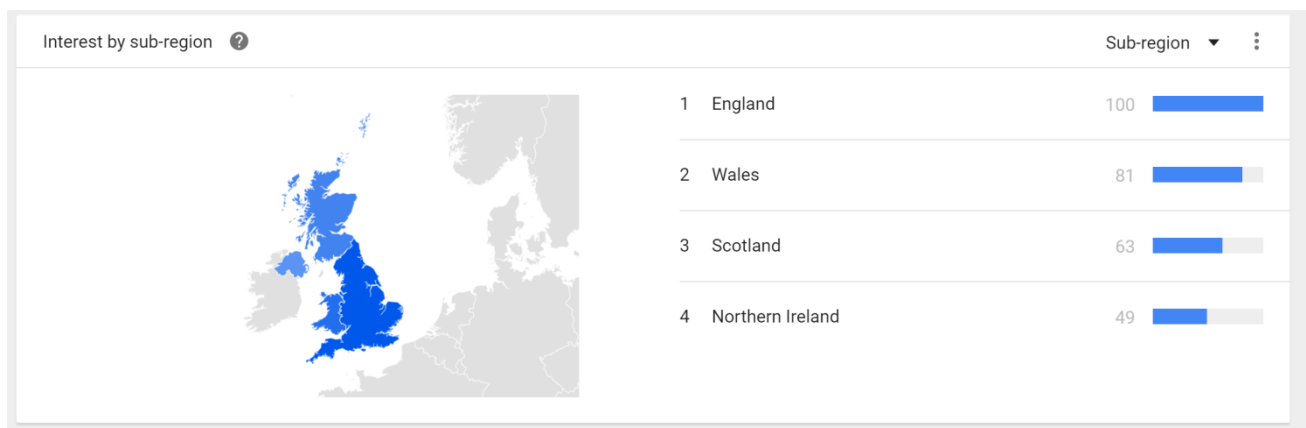 Interest by sub-region ?
Sub-region
1 England 100
2 Wales 81
3 Scotland 63
4 Northern Ireland 49